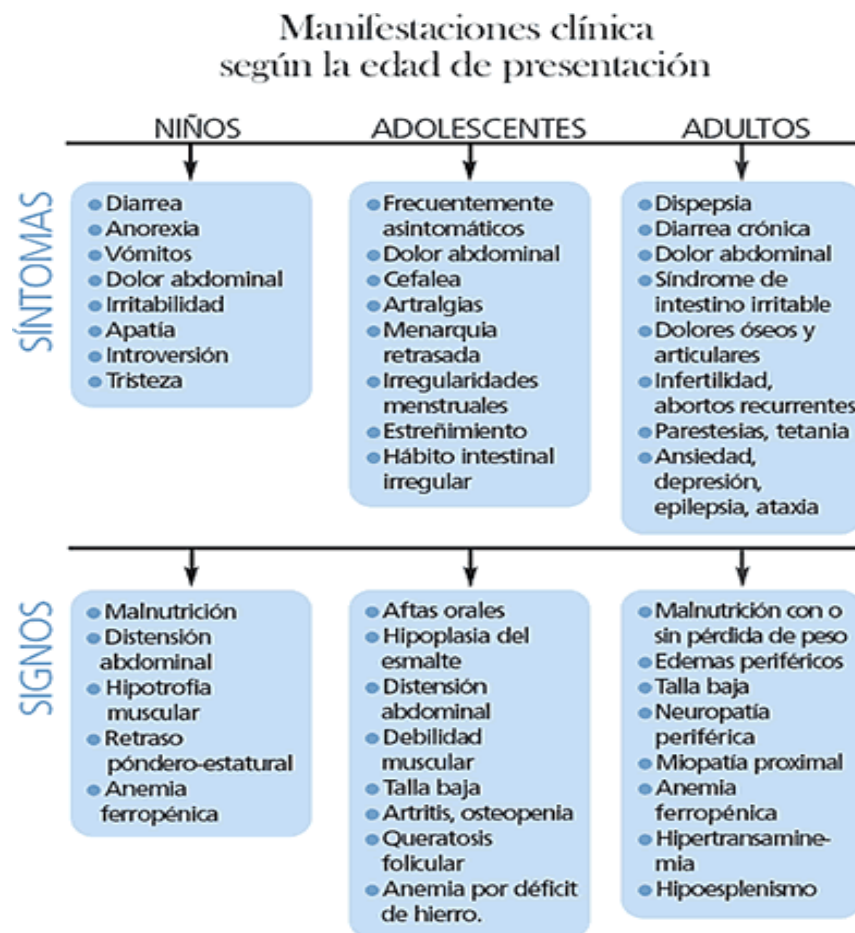 Manifestaciones clínica
según la edad de presentación
NIÑOS
ADOLESCENTES
ADULTOS
SÍNTOMAS
Diarrea
Anorexia
Vómitos
Dolor abdominal
Irritabilidad
Apatía
Introversión
Tristeza
Frecuentemente
asintomáticos
Dolor abdominal
Cefalea
Artralgias
Menarquia
retrasada
Irregularidades
menstruales
Estreñimiento
Hábito intestinal
irregular
Dispepsia
Diarrea crónica
Dolor abdominal
Síndrome de
intestino irritable
Dolores óseos y
articulares
Infertilidad,
abortos recurrentes
Parestesias, tetania
Ansiedad,
depresión,
epilepsia, ataxia
SIGNOS
Malnutrición
Distensión
abdominal
Hipotrofia
muscular
Retraso
póndero-estatural
Anemia
ferropénica
Aftas orales
Hipoplasia del
esmalte
Distensión
abdominal
Debilidad
muscular
Talla baja
Artritis, osteopenia
Queratosis
folicular
Anemia por déficit
de hierro.
Malnutrición con o
sin pérdida de peso
Edemas periféricos
Talla baja
Neuropatía
periférica
Miopatía proximal
Anemia
ferropénica
Hipertransamine-
mia
Hipoesplenismo